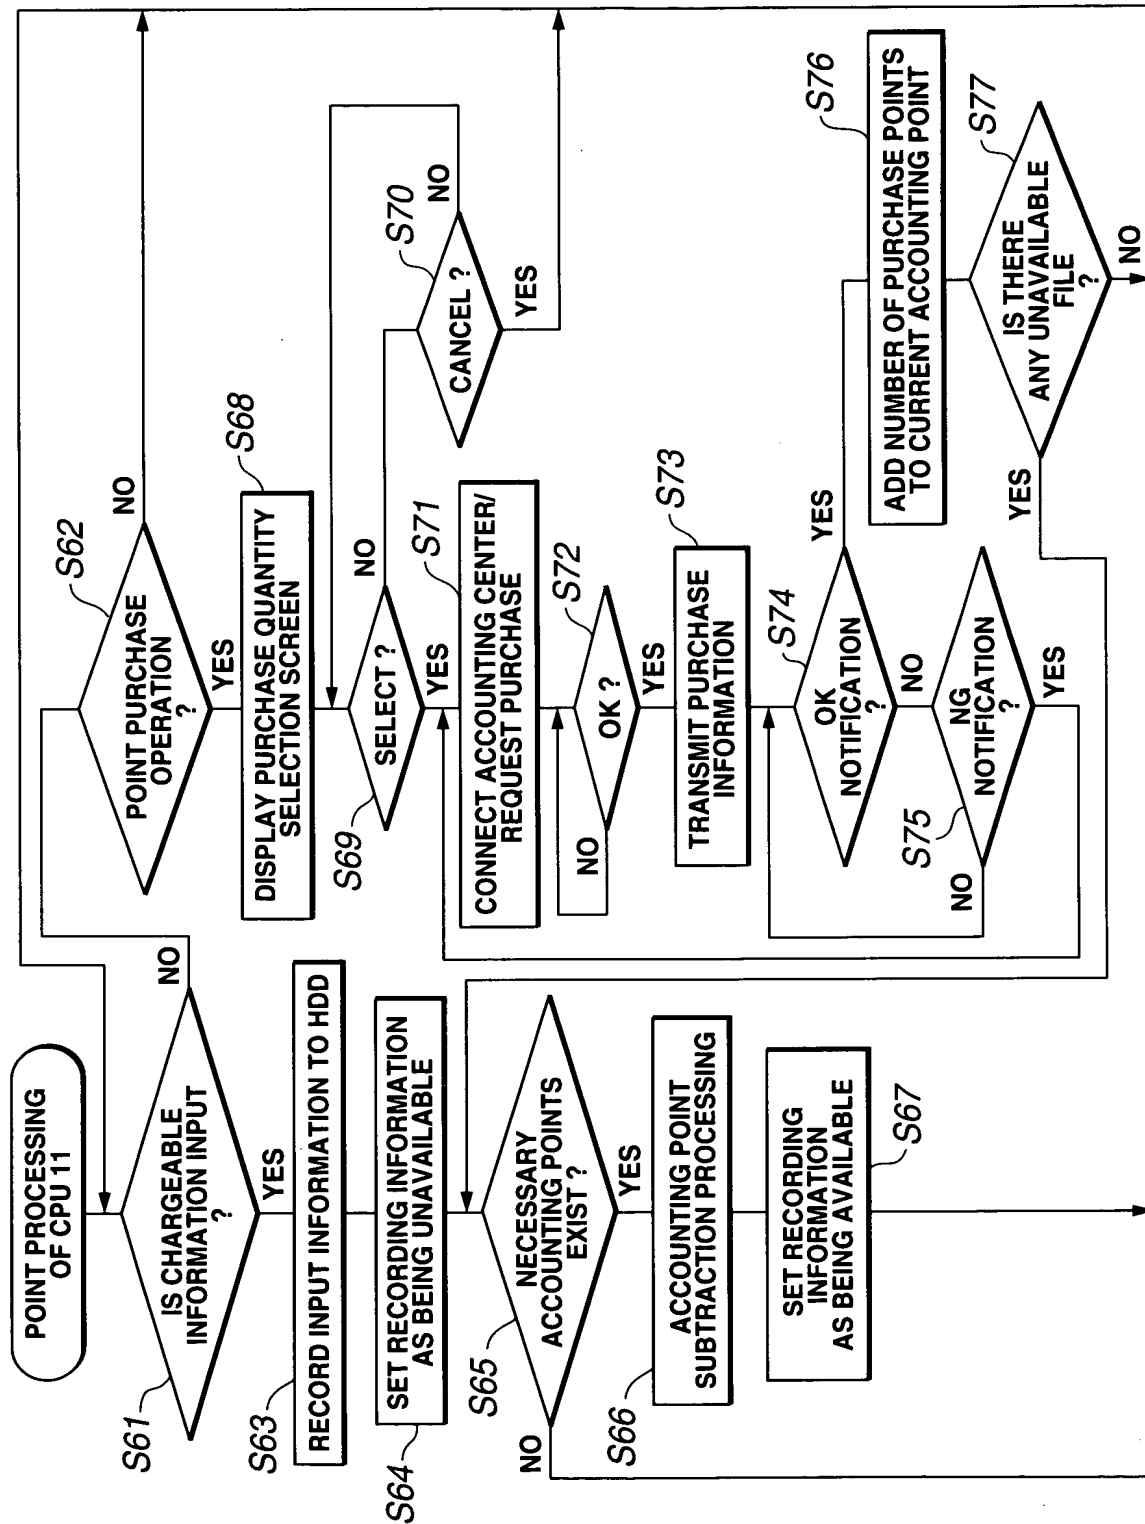 POINT PROCESSING
OF CPU 11
S61
IS CHARGEABLE
INFORMATION INPUT
?
NO
YES
S63
RECORD INPUT INFORMATION TO HDD
S64
SET RECORDING INFORMATION
AS BEING UNAVAILABLE
S65
NECESSARY
ACCOUNTING POINTS
EXIST ?
NO
YES
S66
ACCOUNTING POINT
SUBTRACTION PROCESSING
SET RECORDING
INFORMATION
AS BEING AVAILABLE
S67
S62
POINT PURCHASE
OPERATION
?
NO
YES
S68
DISPLAY PURCHASE QUANTITY
SELECTION SCREEN
S69
SELECT ?
NO
YES
S70
CANCEL ?
NO
YES
S71
CONNECT ACCOUNTING CENTER/
REQUEST PURCHASE
S72
OK ?
NO
YES
S73
TRANSMIT PURCHASE
INFORMATION
S74
OK
NOTIFICATION
?
YES
NO
S75
NG
NOTIFICATION
?
NO
YES
S76
ADD NUMBER OF PURCHASE POINTS
TO CURRENT ACCOUNTING POINT
S77
IS THERE
ANY UNAVAILABLE
FILE
?
YES
NO